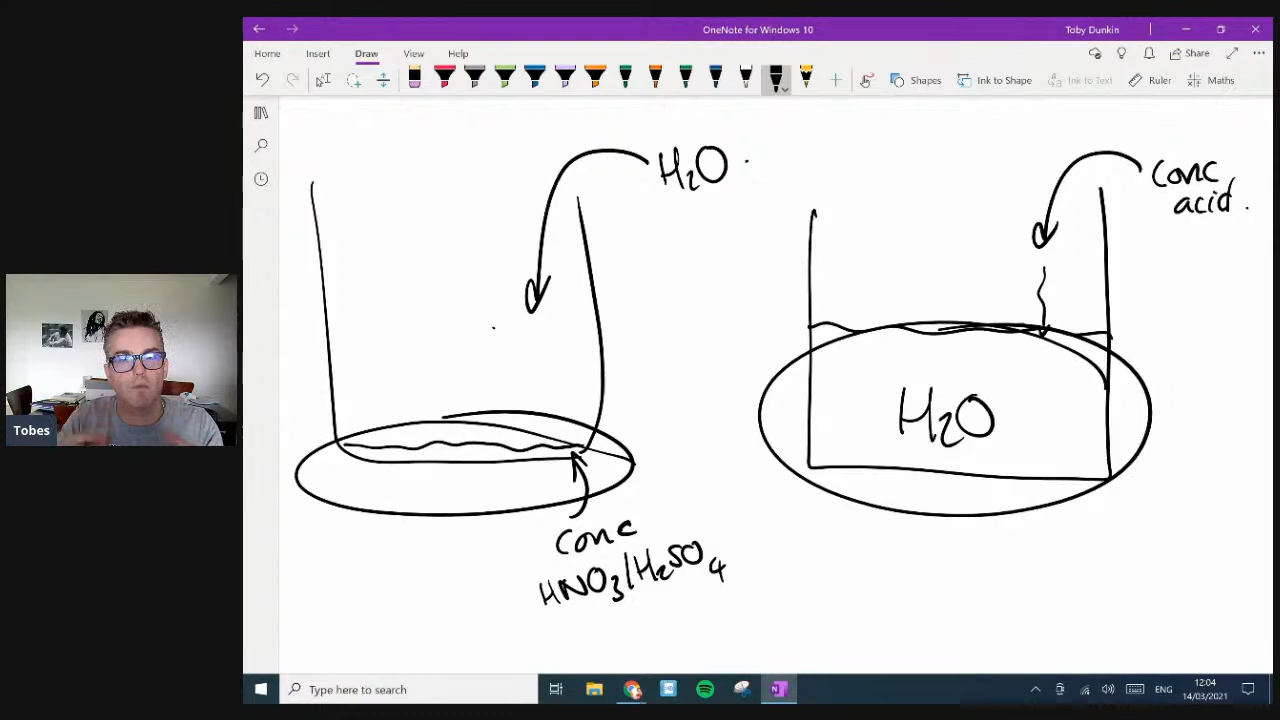 OneNote for Windows 10
Toby Dunkin
Home Insert Draw View Help
Share
Shapes Ink to Shape Ink to Text Ruler Maths
H₂O
conc
acid.
H₂O
conc
HNO₃/H₂SO₄
Tobes
Type here to search
ENG
12:04
14/03/2021